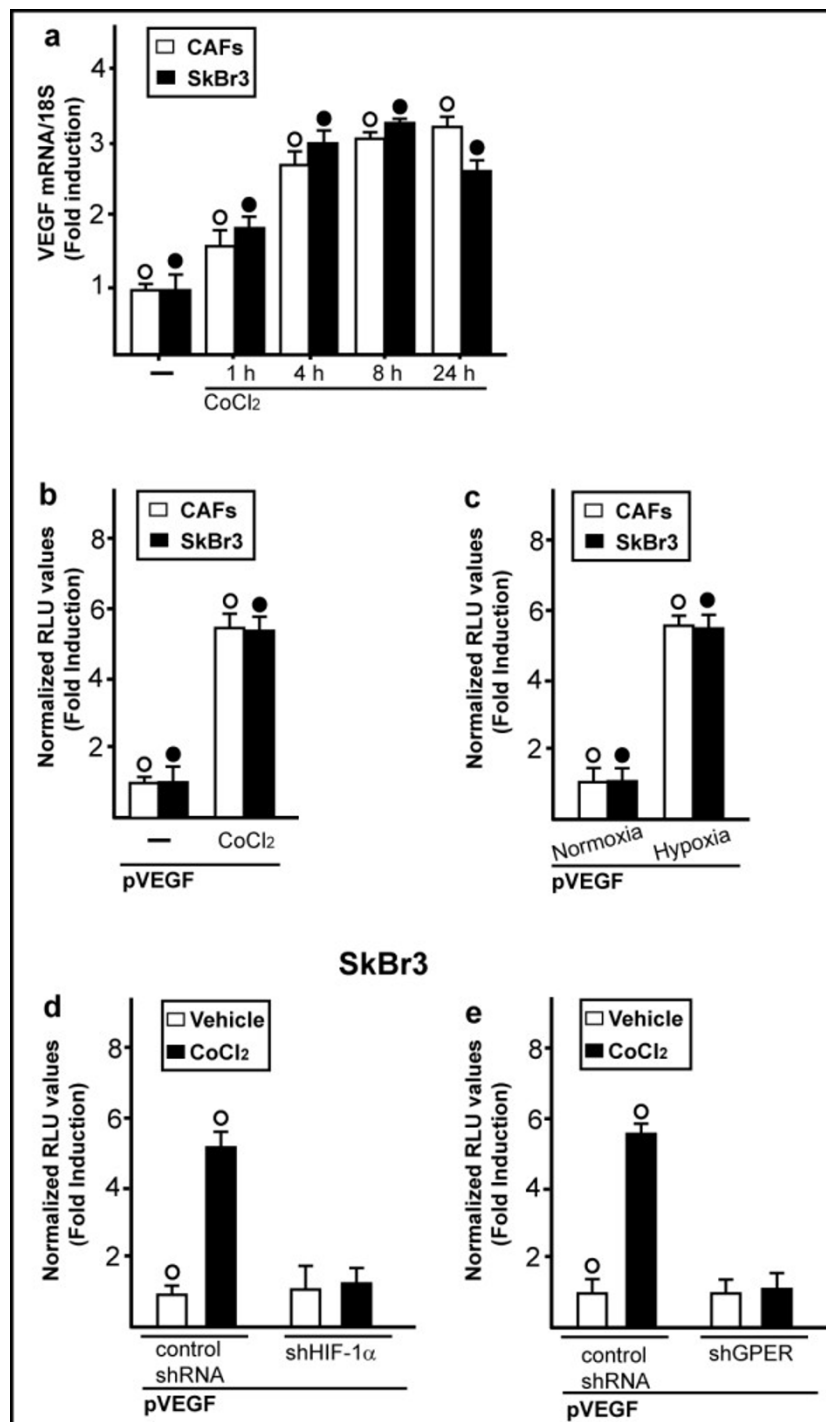 a
CAFs
SkBr3
VEGF mRNA/18S
(Fold induction)
4
3
2
1
—
1 h
4 h
8 h
24 h
CoCl₂
b
CAFs
SkBr3
Normalized RLU values
(Fold Induction)
8
6
4
2
—
CoCl₂
pVEGF
c
CAFs
SkBr3
Normalized RLU values
(Fold Induction)
8
6
4
2
Normoxia
Hypoxia
pVEGF
SkBr3
d
Vehicle
CoCl₂
Normalized RLU values
(Fold Induction)
8
6
4
2
control
shRNA
shHIF-1α
pVEGF
e
Vehicle
CoCl₂
Normalized RLU values
(Fold Induction)
8
6
4
2
control
shRNA
shGPER
pVEGF